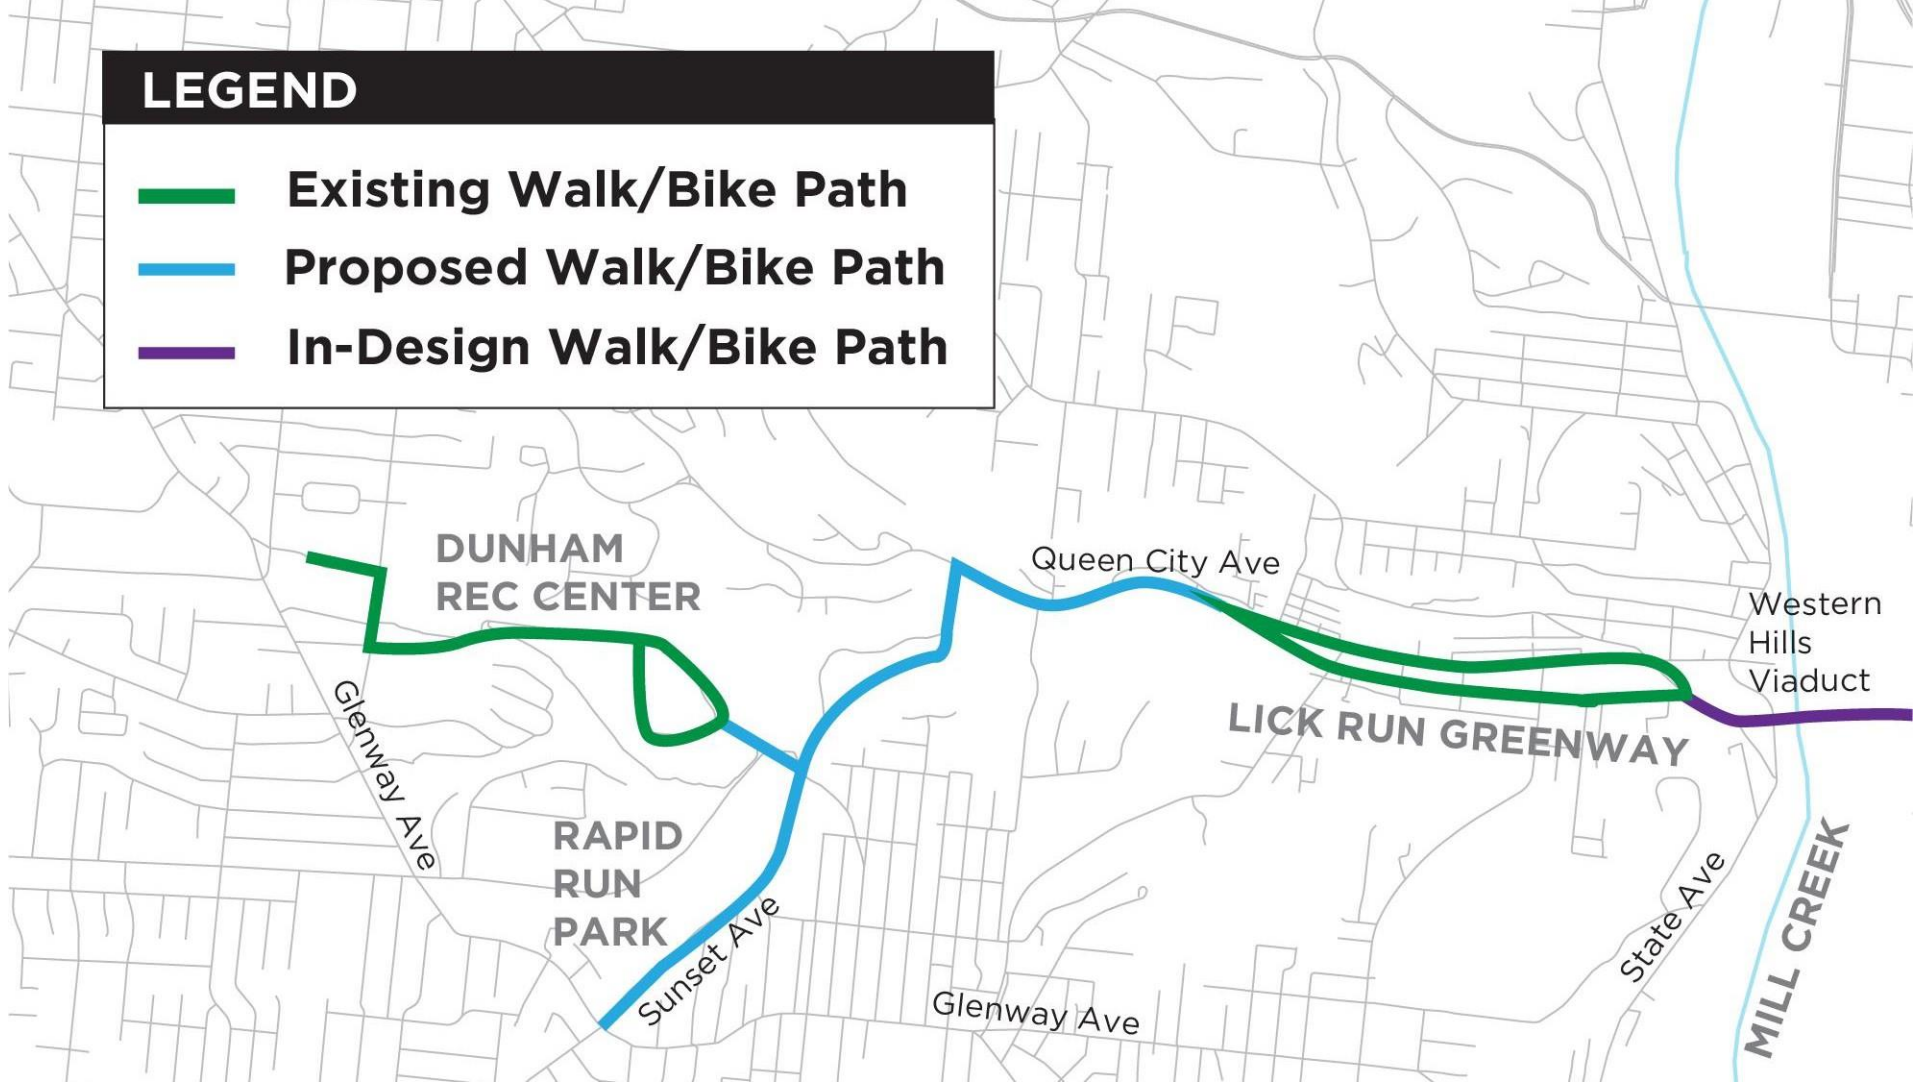 LEGEND
Existing Walk/Bike Path
Proposed Walk/Bike Path
In-Design Walk/Bike Path
DUNHAM
REC CENTER
Queen City Ave
Western
Hills
Viaduct
LICK RUN GREENWAY
Glenway Ave
RAPID
RUN
PARK
Sunset Ave
Glenway Ave
State Ave
MILL CREEK